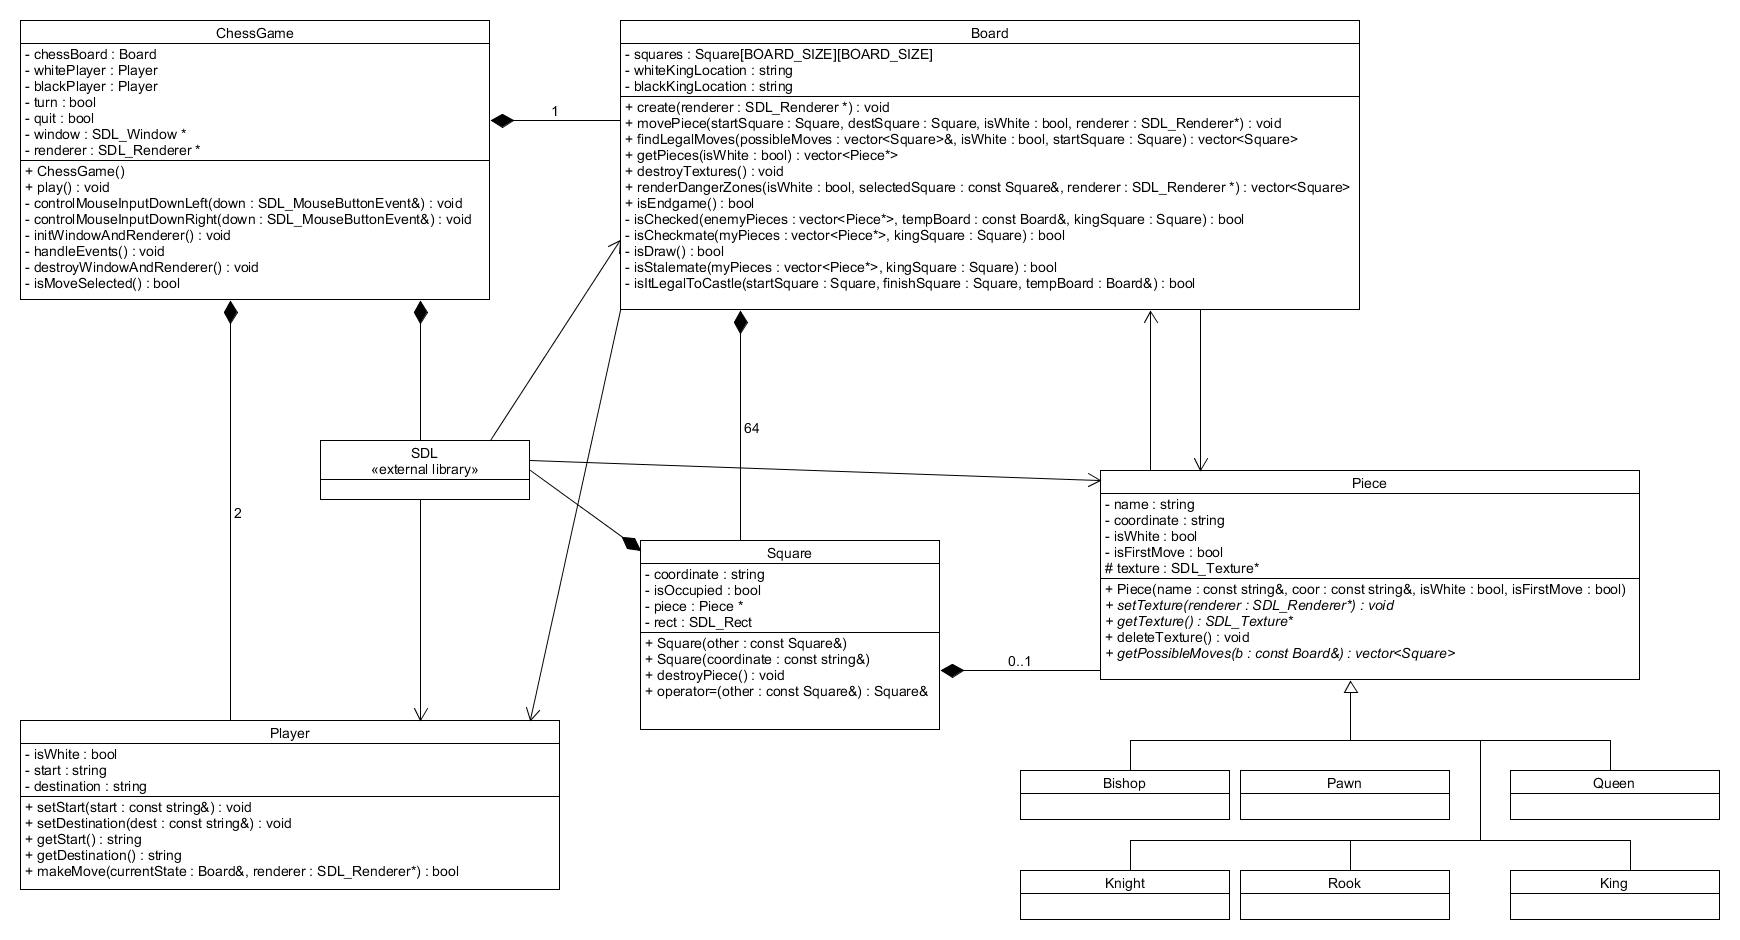 ChessGame
- chessBoard : Board
- whitePlayer : Player
- blackPlayer : Player
- turn : bool
- quit : bool
- window : SDL_Window *
- renderer : SDL_Renderer *
+ ChessGame()
+ play() : void
- controlMouseInputDownLeft(down : SDL_MouseButtonEvent&) : void
- controlMouseInputDownRight(down : SDL_MouseButtonEvent&) : void
- initWindowAndRenderer() : void
- handleEvents() : void
- destroyWindowAndRenderer() : void
- isMoveSelected() : bool
1
Board
- squares : Square[BOARD_SIZE][BOARD_SIZE]
- whiteKingLocation : string
- blackKingLocation : string
+ create(renderer : SDL_Renderer *) : void
+ movePiece(startSquare : Square, destSquare : Square, isWhite : bool, renderer : SDL_Renderer*) : void
+ findLegalMoves(possibleMoves : vector<Square>&, isWhite : bool, startSquare : Square) : vector<Square>
+ getPieces(isWhite : bool) : vector<Piece*>
+ destroyTextures() : void
+ renderDangerZones(isWhite : bool, selectedSquare : const Square&, renderer : SDL_Renderer *) : vector<Square>
+ isEndgame() : bool
- isChecked(enemyPieces : vector<Piece*>, tempBoard : const Board&, kingSquare : Square) : bool
- isCheckmate(myPieces : vector<Piece*>, kingSquare : Square) : bool
- isDraw() : bool
- isStalemate(myPieces : vector<Piece*>, kingSquare : Square) : bool
- isItLegalToCastle(startSquare : Square, finishSquare : Square, tempBoard : Board&) : bool
64
SDL
«external library»
2
Piece
- name : string
- coordinate : string
- isWhite : bool
- isFirstMove : bool
# texture : SDL_Texture*
+ Piece(name : const string&, coor : const string&, isWhite : bool, isFirstMove : bool)
+ setTexture(renderer : SDL_Renderer*) : void
+ getTexture() : SDL_Texture*
+ deleteTexture() : void
+ getPossibleMoves(b : const Board&) : vector<Square>
Square
- coordinate : string
- isOccupied : bool
- piece : Piece *
- rect : SDL_Rect
+ Square(other : const Square&)
+ Square(coordinate : const string&)
+ destroyPiece() : void
+ operator=(other : const Square&) : Square&
0..1
Player
- isWhite : bool
- start : string
- destination : string
+ setStart(start : const string&) : void
+ setDestination(dest : const string&) : void
+ getStart() : string
+ getDestination() : string
+ makeMove(currentState : Board&, renderer : SDL_Renderer*) : bool
Bishop
Pawn
Queen
Knight
Rook
King